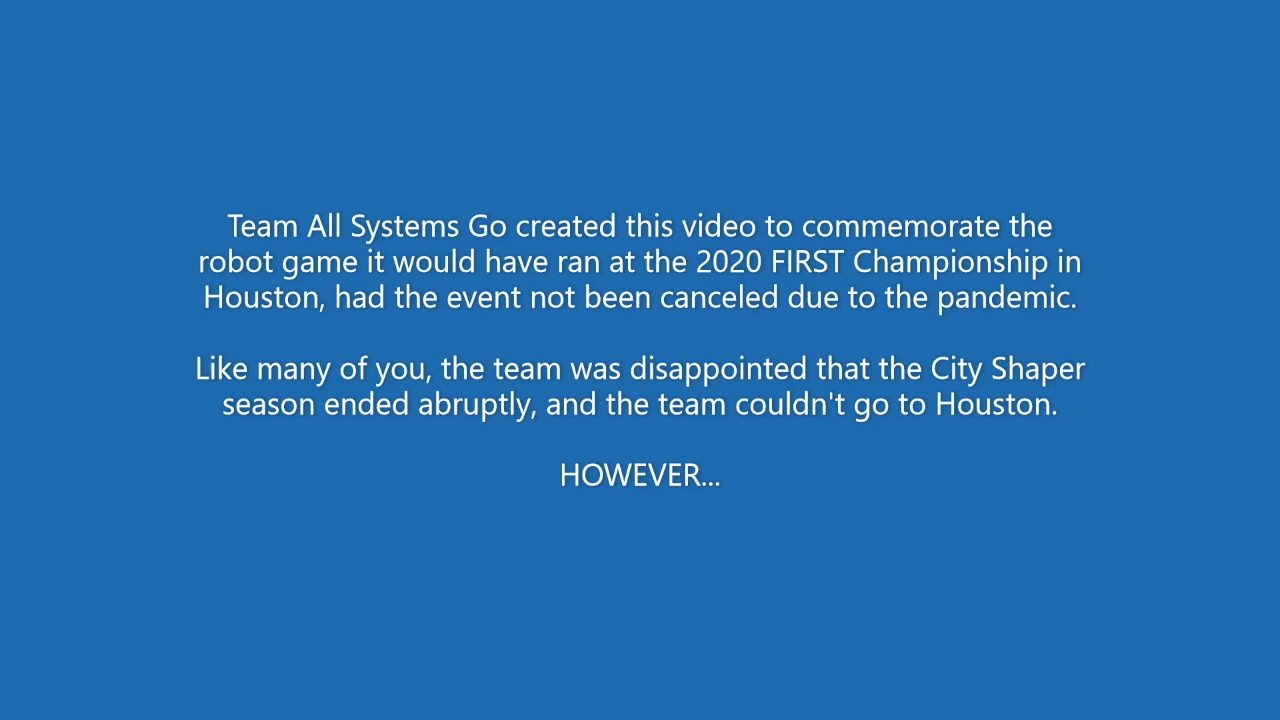 Team All Systems Go created this video to commemorate the
robot game it would have ran at the 2020 FIRST Championship in
Houston, had the event not been canceled due to the pandemic.
Like many of you, the team was disappointed that the City Shaper
season ended abruptly, and the team couldn't go to Houston.
HOWEVER...